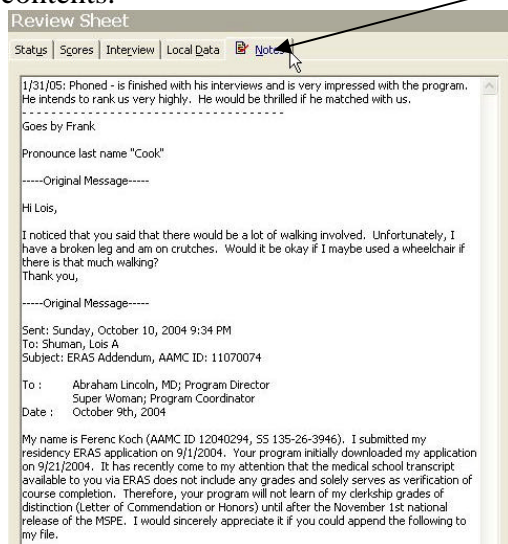 contents.
Review Sheet
Status Scores Interview Local Data Notes
1/31/05: Phoned - is finished with his interviews and is very impressed with the program.
He intends to rank us very highly. He would be thrilled if he matched with us.
- - - - - - - - - - - - - - - - - - - - - - - - - - - - - - - -
Goes by Frank
Pronounce last name "Cook"
-----Original Message-----
Hi Lois,
I noticed that you said that there would be a lot of walking involved. Unfortunately, I
have a broken leg and am on crutches. Would it be okay if I maybe used a wheelchair if
there is that much walking?
Thank you,
-----Original Message-----
Sent: Sunday, October 10, 2004 9:34 PM
To: Shuman, Lois A
Subject: ERAS Addendum, AAMC ID: 11070074
To : Abraham Lincoln, MD; Program Director
Super Woman; Program Coordinator
Date : October 9th, 2004
My name is Ferenc Koch (AAMC ID 12040294, SS 135-26-3946). I submitted my
residency ERAS application on 9/1/2004. Your program initially downloaded my application
on 9/21/2004. It has recently come to my attention that the medical school transcript
available to you via ERAS does not include any grades and solely serves as verification of
course completion. Therefore, your program will not learn of my clerkship grades of
distinction (Letter of Commendation or Honors) until after the November 1st national
release of the MSPE. I would sincerely appreciate it if you could append the following to
my file.